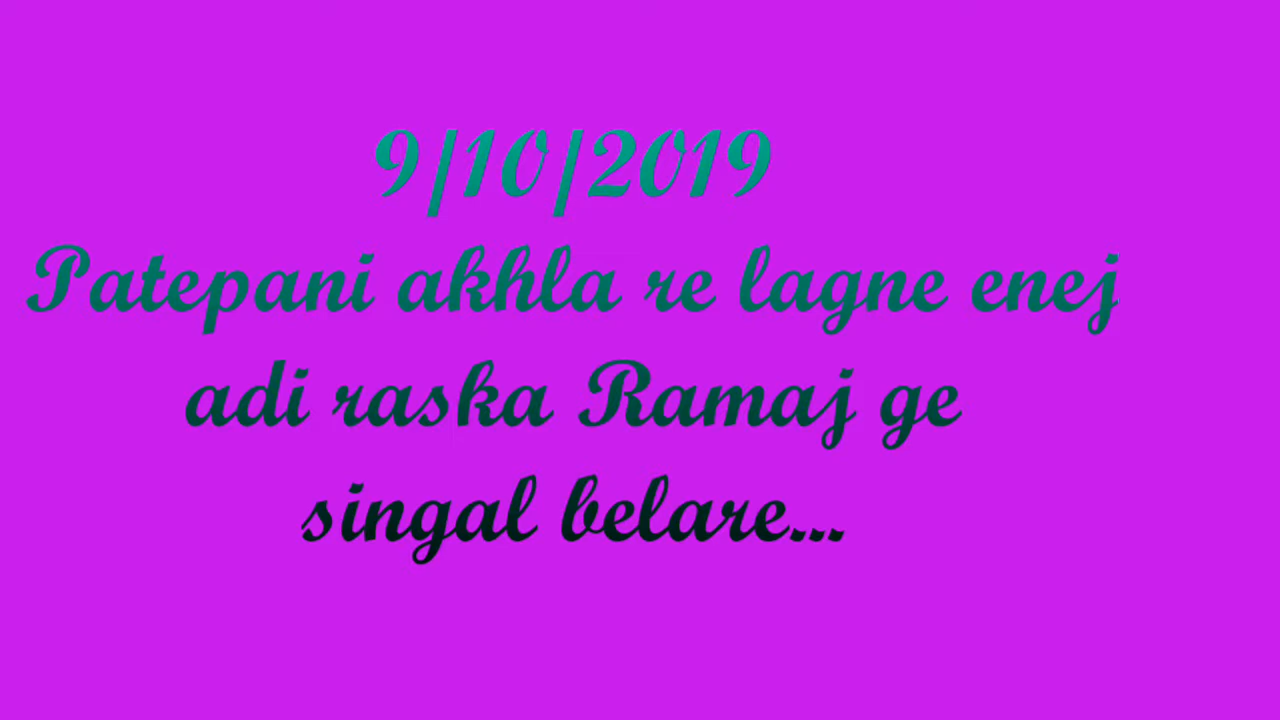 9/10/2019
Patepani akhla re lagne enej
adi raska Ramaj ge
singal belare...